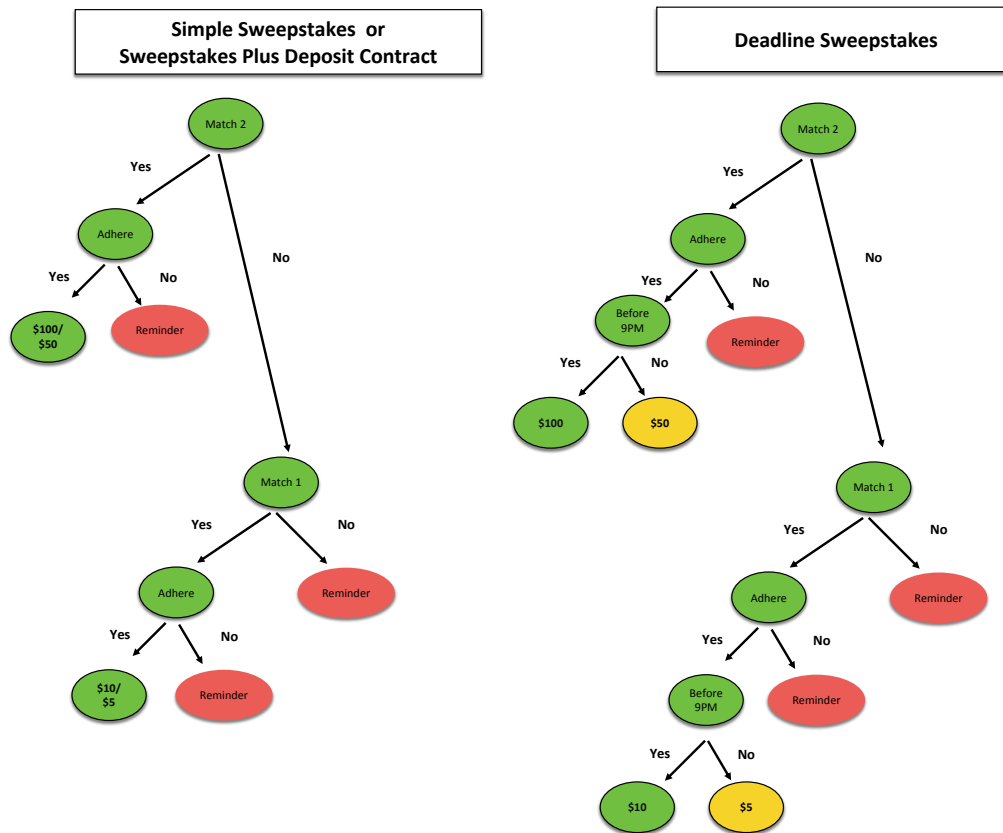 Simple Sweepstakes or
Sweepstakes Plus Deposit Contract
Match 2
Yes
No
Adhere
Yes
No
$100/
$50
Reminder
Match 1
Yes
No
Adhere
Reminder
Yes
No
$10/
$5
Reminder
Deadline Sweepstakes
Match 2
Yes
No
Adhere
Yes
No
Before
9PM
Reminder
Yes
No
$100
$50
Match 1
Yes
No
Adhere
Reminder
Yes
No
Before
9PM
Reminder
Yes
No
$10
$5